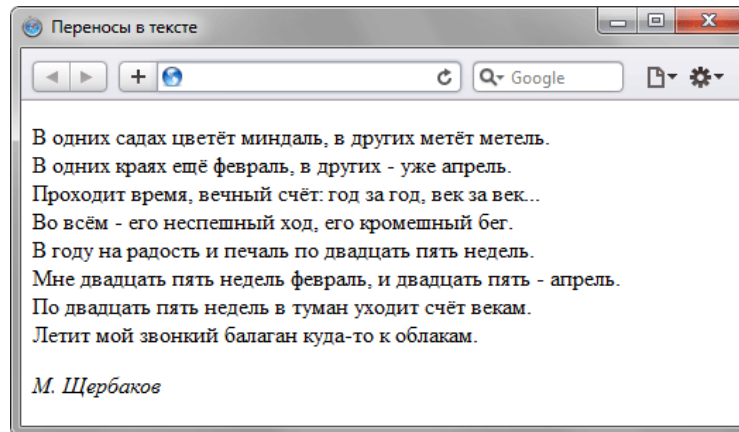 Переносы в тексте
Google
В одних садах цветёт миндаль, в других метёт метель.
В одних краях ещё февраль, в других - уже апрель.
Проходит время, вечный счёт: год за год, век за век...
Во всём - его неспешный ход, его кромешный бег.
В году на радость и печаль по двадцать пять недель.
Мне двадцать пять недель февраль, и двадцать пять - апрель.
По двадцать пять недель в туман уходит счёт векам.
Летит мой звонкий балаган куда-то к облакам.
М. Щербаков